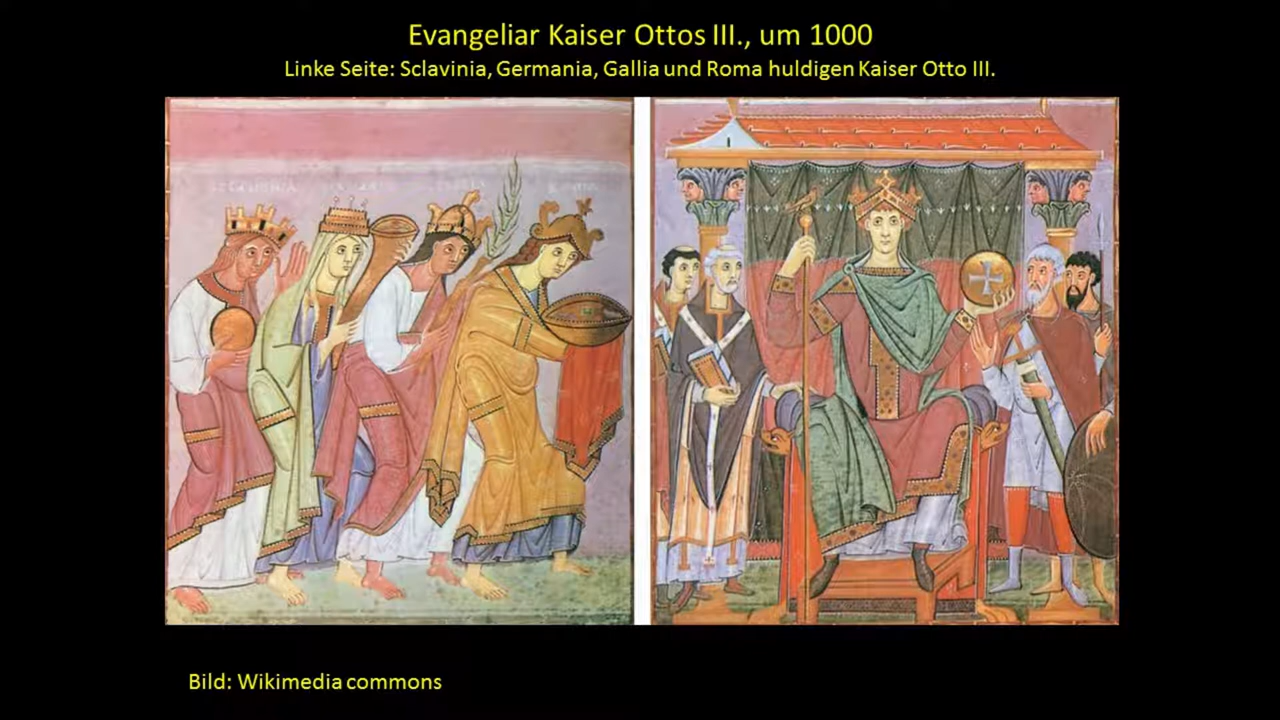 Evangeliar Kaiser Ottos III., um 1000
Linke Seite: Sclavinia, Germania, Gallia und Roma huldigen Kaiser Otto III.
Bild: Wikimedia commons